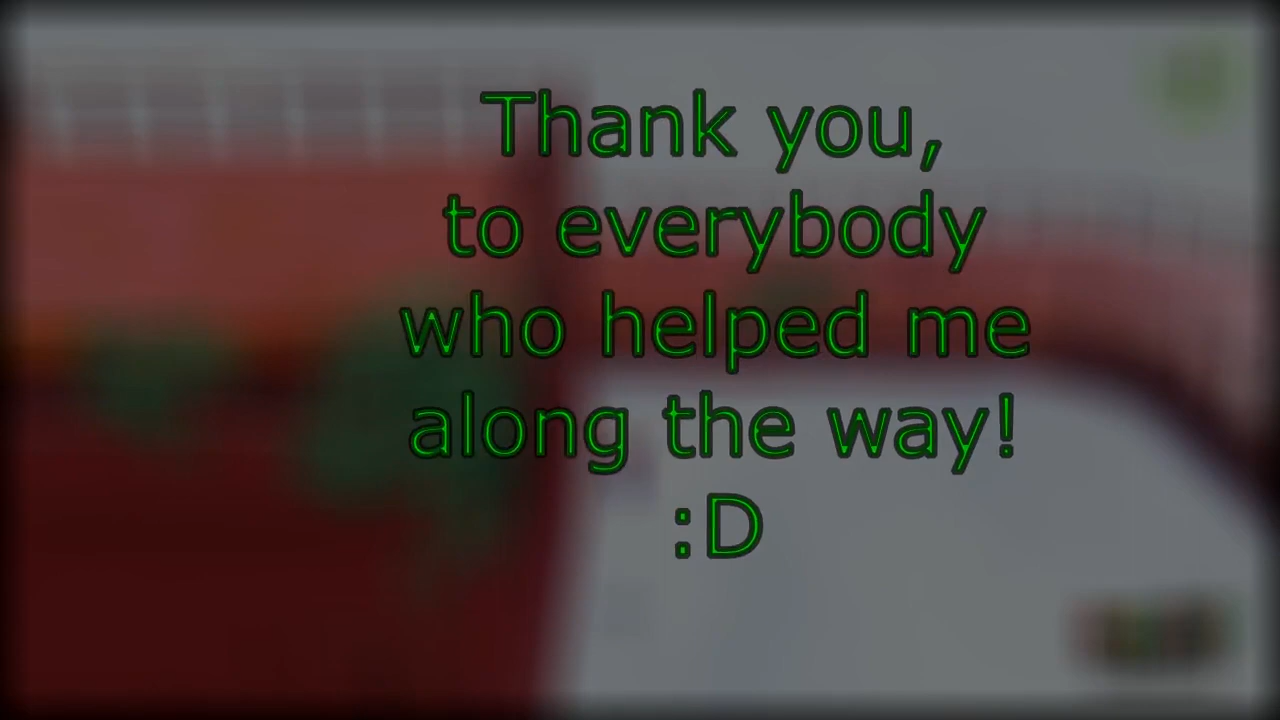 Thank you,
to everybody
who helped me
along the way!
:D